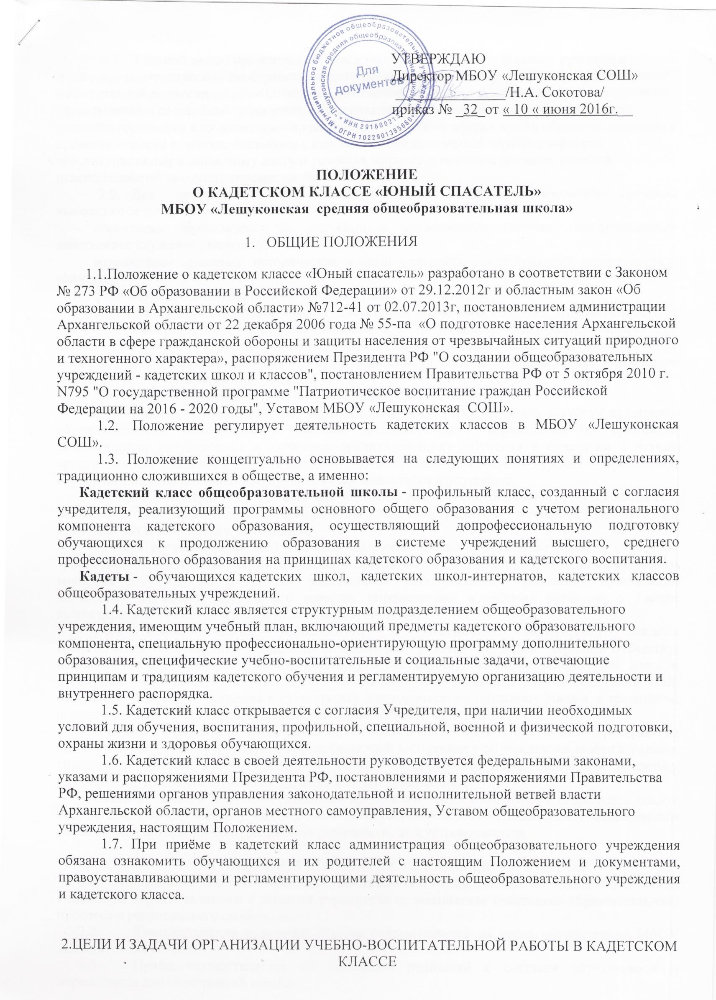 Муниципальное бюджетное общеобразовательное учреждение * ОГРН 1022901385660 *
"Лешуконская средняя общеобразовательная школа" * ИНН 291600213
Для
документов
УТВЕРЖДАЮ
Директор МБОУ «Лешуконская СОШ»
_______________/Н.А. Сокотова/
приказ № _32_от « 10 « июня 2016г.__
ПОЛОЖЕНИЕ
О КАДЕТСКОМ КЛАССЕ «ЮНЫЙ СПАСАТЕЛЬ»
МБОУ «Лешуконская средняя общеобразовательная школа»
1. ОБЩИЕ ПОЛОЖЕНИЯ
1.1.Положение о кадетском классе «Юный спасатель» разработано в соответствии с Законом
№ 273 РФ «Об образовании в Российской Федерации» от 29.12.2012г и областным закон «Об
образовании в Архангельской области» №712-41 от 02.07.2013г, постановлением администрации
Архангельской области от 22 декабря 2006 года № 55-па «О подготовке населения Архангельской
области в сфере гражданской обороны и защиты населения от чрезвычайных ситуаций природного
и техногенного характера», распоряжением Президента РФ "О создании общеобразовательных
учреждений - кадетских школ и классов", постановлением Правительства РФ от 5 октября 2010 г.
N795 "О государственной программе "Патриотическое воспитание граждан Российской
Федерации на 2016 - 2020 годы", Уставом МБОУ «Лешуконская СОШ».
1.2. Положение регулирует деятельность кадетских классов в МБОУ «Лешуконская
СОШ».
1.3. Положение концептуально основывается на следующих понятиях и определениях,
традиционно сложившихся в обществе, а именно:
Кадетский класс общеобразовательной школы - профильный класс, созданный с согласия
учредителя, реализующий программы основного общего образования с учетом регионального
компонента кадетского образования, осуществляющий допрофессиональную подготовку
обучающихся к продолжению образования в системе учреждений высшего, среднего
профессионального образования на принципах кадетского образования и кадетского воспитания.
Кадеты - обучающихся кадетских школ, кадетских школ-интернатов, кадетских классов
общеобразовательных учреждений.
1.4. Кадетский класс является структурным подразделением общеобразовательного
учреждения, имеющим учебный план, включающий предметы кадетского образовательного
компонента, специальную профессионально-ориентирующую программу дополнительного
образования, специфические учебно-воспитательные и социальные задачи, отвечающие
принципам и традициям кадетского обучения и регламентируемую организацию деятельности и
внутреннего распорядка.
1.5. Кадетский класс открывается с согласия Учредителя, при наличии необходимых
условий для обучения, воспитания, профильной, специальной, военной и физической подготовки,
охраны жизни и здоровья обучающихся.
1.6. Кадетский класс в своей деятельности руководствуется федеральными законами,
указами и распоряжениями Президента РФ, постановлениями и распоряжениями Правительства
РФ, решениями органов управления законодательной и исполнительной ветвей власти
Архангельской области, органов местного самоуправления, Уставом общеобразовательного
учреждения, настоящим Положением.
1.7. При приёме в кадетский класс администрация общеобразовательного учреждения
обязана ознакомить обучающихся и их родителей с настоящим Положением и документами,
правоустанавливающими и регламентирующими деятельность общеобразовательного учреждения
и кадетского класса.
2.ЦЕЛИ И ЗАДАЧИ ОРГАНИЗАЦИИ УЧЕБНО-ВОСПИТАТЕЛЬНОЙ РАБОТЫ В КАДЕТСКОМ
КЛАССЕ